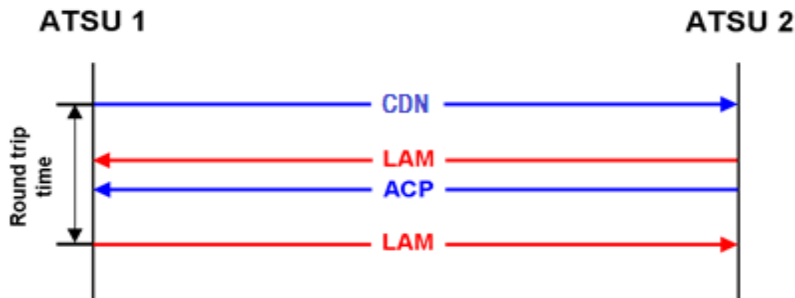 ATSU 1
ATSU 2
CDN
LAM
ACP
LAM
Round trip
time